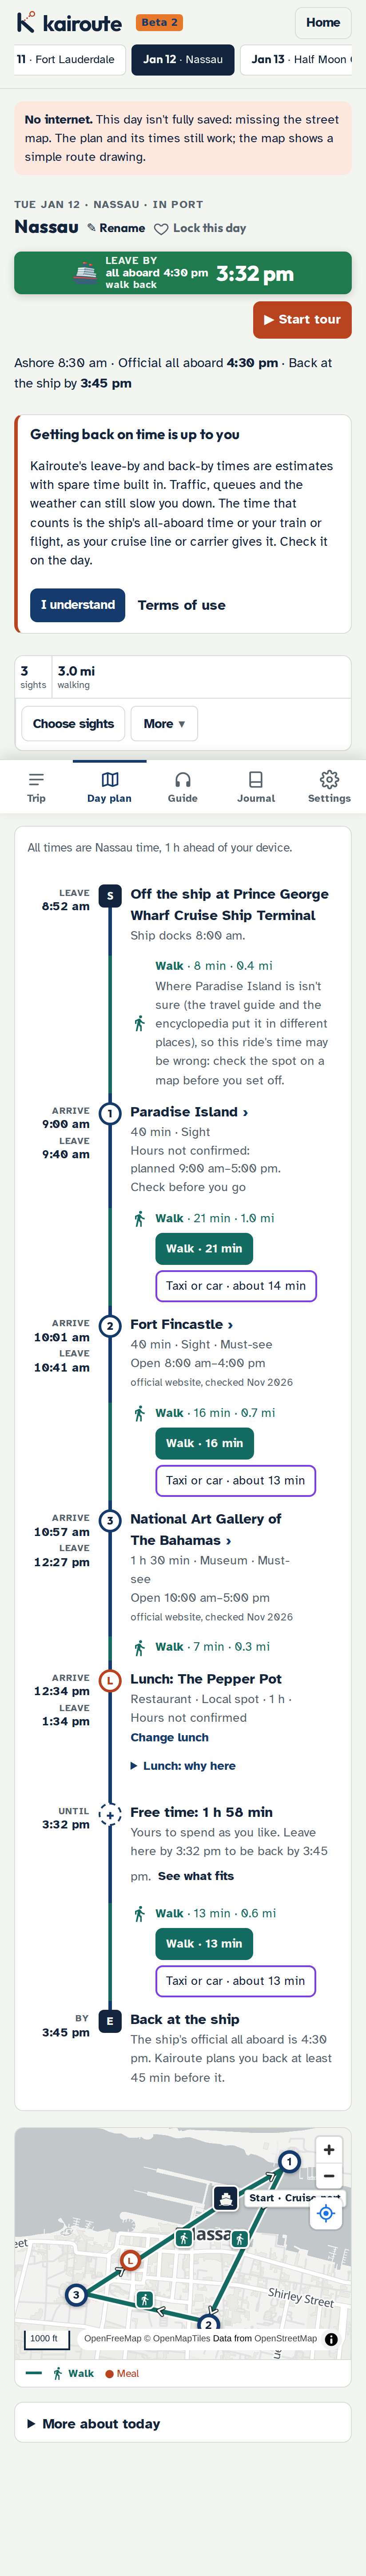 kairoute
Beta 2
Home
11 · Fort Lauderdale
Jan 12 · Nassau
Jan 13 · Half Moon
No internet. This day isn't fully saved: missing the street
map. The plan and its times still work; the map shows a
simple route drawing.
TUE JAN 12 · NASSAU · IN PORT
Nassau
✎ Rename
Lock this day
LEAVE BY
all aboard 4:30 pm
walk back
3:32 pm
▶ Start tour
Ashore 8:30 am · Official all aboard 4:30 pm · Back at
the ship by 3:45 pm
Getting back on time is up to you
Kairoute's leave-by and back-by times are estimates
with spare time built in. Traffic, queues and the
weather can still slow you down. The time that
counts is the ship's all-aboard time or your train or
flight, as your cruise line or carrier gives it. Check it
on the day.
I understand
Terms of use
3
sights
3.0 mi
walking
Choose sights
More ▾
Trip
Day plan
Guide
Journal
Settings
All times are Nassau time, 1 h ahead of your device.
LEAVE
8:52 am
S
Off the ship at Prince George
Wharf Cruise Ship Terminal
Ship docks 8:00 am.
Walk · 8 min · 0.4 mi
Where Paradise Island is isn't
sure (the travel guide and the
encyclopedia put it in different
places), so this ride's time may
be wrong: check the spot on a
map before you set off.
ARRIVE
9:00 am
LEAVE
9:40 am
1
Paradise Island ›
40 min · Sight
Hours not confirmed:
planned 9:00 am–5:00 pm.
Check before you go
Walk · 21 min · 1.0 mi
Walk · 21 min
Taxi or car · about 14 min
ARRIVE
10:01 am
LEAVE
10:41 am
2
Fort Fincastle ›
40 min · Sight · Must-see
Open 8:00 am–4:00 pm
official website, checked Nov 2026
Walk · 16 min · 0.7 mi
Walk · 16 min
Taxi or car · about 13 min
ARRIVE
10:57 am
LEAVE
12:27 pm
3
National Art Gallery of
The Bahamas ›
1 h 30 min · Museum · Must-
see
Open 10:00 am–5:00 pm
official website, checked Nov 2026
Walk · 7 min · 0.3 mi
ARRIVE
12:34 pm
LEAVE
1:34 pm
L
Lunch: The Pepper Pot
Restaurant · Local spot · 1 h ·
Hours not confirmed
Change lunch
▶ Lunch: why here
UNTIL
3:32 pm
+
Free time: 1 h 58 min
Yours to spend as you like. Leave
here by 3:32 pm to be back by 3:45
pm. See what fits
Walk · 13 min · 0.6 mi
Walk · 13 min
Taxi or car · about 13 min
BY
3:45 pm
E
Back at the ship
The ship's official all aboard is 4:30
pm. Kairoute plans you back at least
45 min before it.
1
+
−
Start · Cruise port
L
3
2
Shirley Street
1000 ft
OpenFreeMap © OpenMapTiles Data from OpenStreetMap
Walk
Meal
▶ More about today